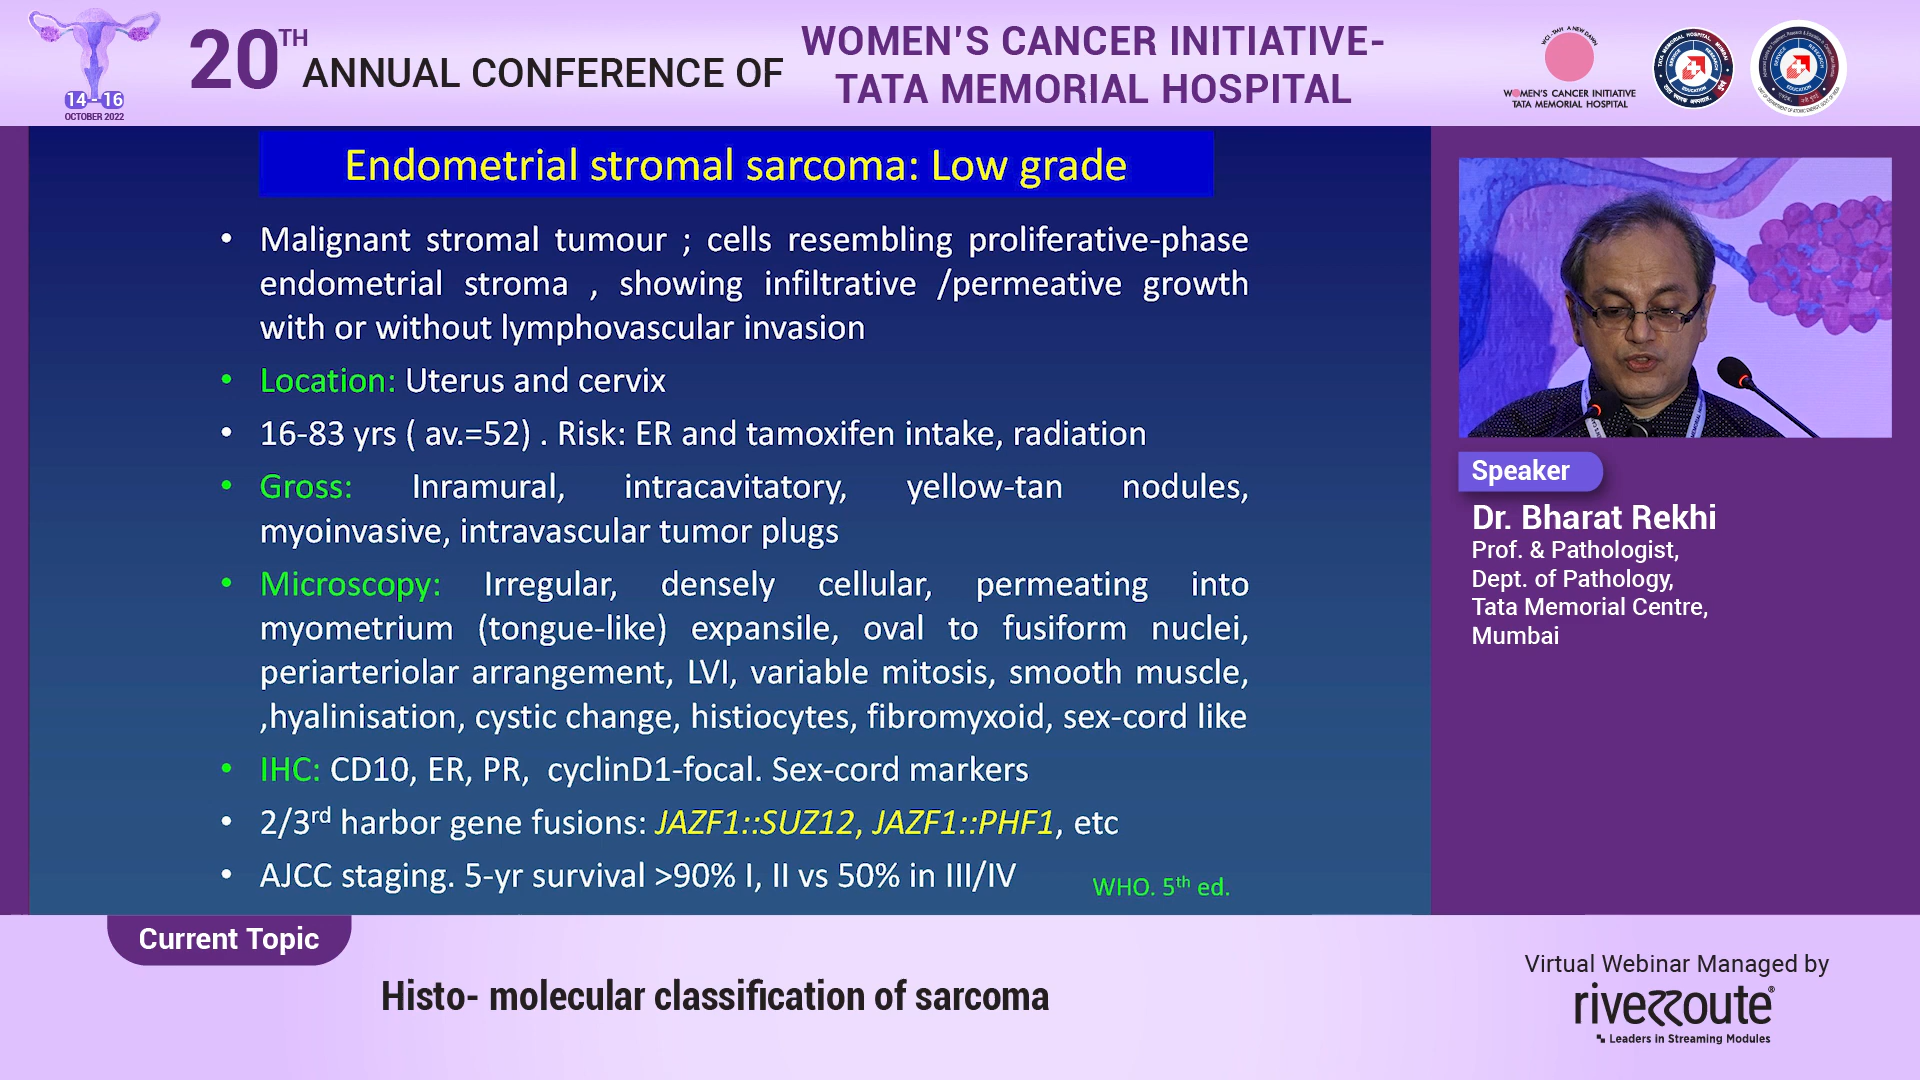 20TH ANNUAL CONFERENCE OF
WOMEN'S CANCER INITIATIVE-
TATA MEMORIAL HOSPITAL
14 - 16
OCTOBER 2022
WOMEN'S CANCER INITIATIVE
TATA MEMORIAL HOSPITAL
Endometrial stromal sarcoma: Low grade
• Malignant stromal tumour ; cells resembling proliferative-phase
endometrial stroma , showing infiltrative /permeative growth
with or without lymphovascular invasion
• Location: Uterus and cervix
• 16-83 yrs ( av.=52) . Risk: ER and tamoxifen intake, radiation
• Gross: Inramural, intracavitatory, yellow-tan nodules,
myoinvasive, intravascular tumor plugs
• Microscopy: Irregular, densely cellular, permeating into
myometrium (tongue-like) expansile, oval to fusiform nuclei,
periarteriolar arrangement, LVI, variable mitosis, smooth muscle,
,hyalinisation, cystic change, histiocytes, fibromyxoid, sex-cord like
• IHC: CD10, ER, PR, cyclinD1-focal. Sex-cord markers
• 2/3rd harbor gene fusions: JAZF1::SUZ12, JAZF1::PHF1, etc
• AJCC staging. 5-yr survival >90% I, II vs 50% in III/IV
WHO. 5th ed.
Speaker
Dr. Bharat Rekhi
Prof. & Pathologist,
Dept. of Pathology,
Tata Memorial Centre,
Mumbai
Current Topic
Histo- molecular classification of sarcoma
Virtual Webinar Managed by
riverroute®
Leaders in Streaming Modules